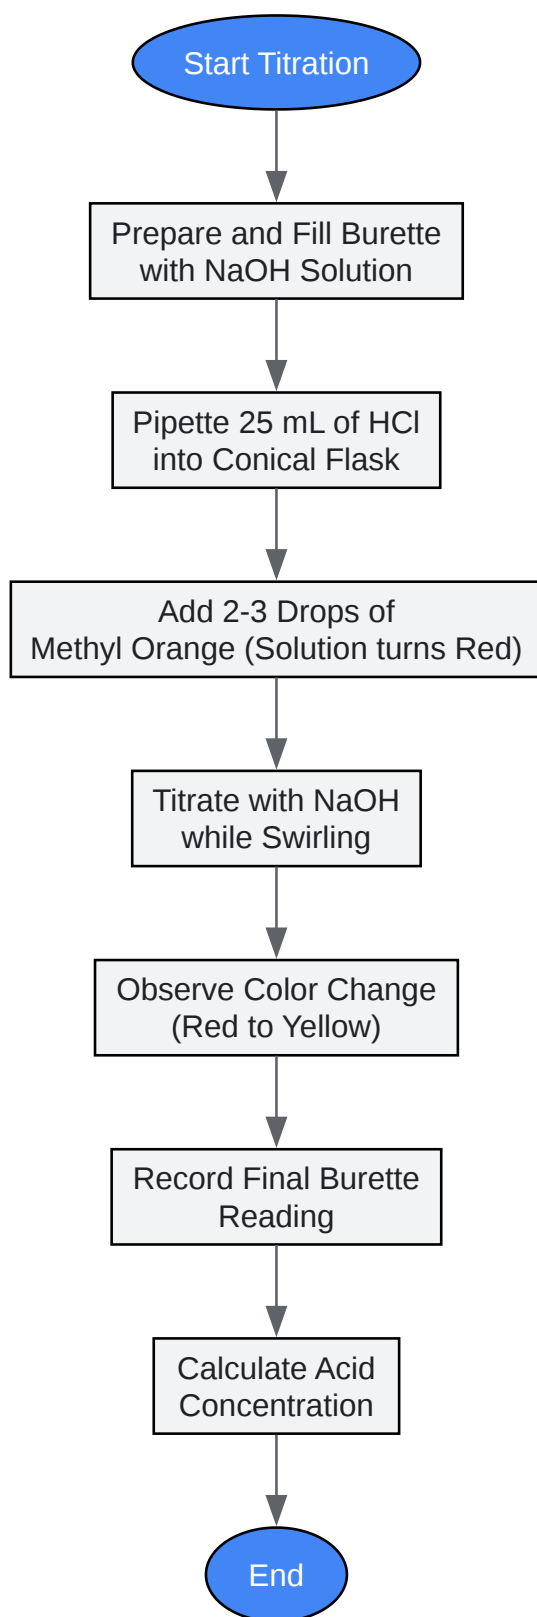 Start Titration
Prepare and Fill Burette
with NaOH Solution
Pipette 25 mL of HCl
into Conical Flask
Add 2-3 Drops of
Methyl Orange (Solution turns Red)
Titrate with NaOH
while Swirling
Observe Color Change
(Red to Yellow)
Record Final Burette
Reading
Calculate Acid
Concentration
End